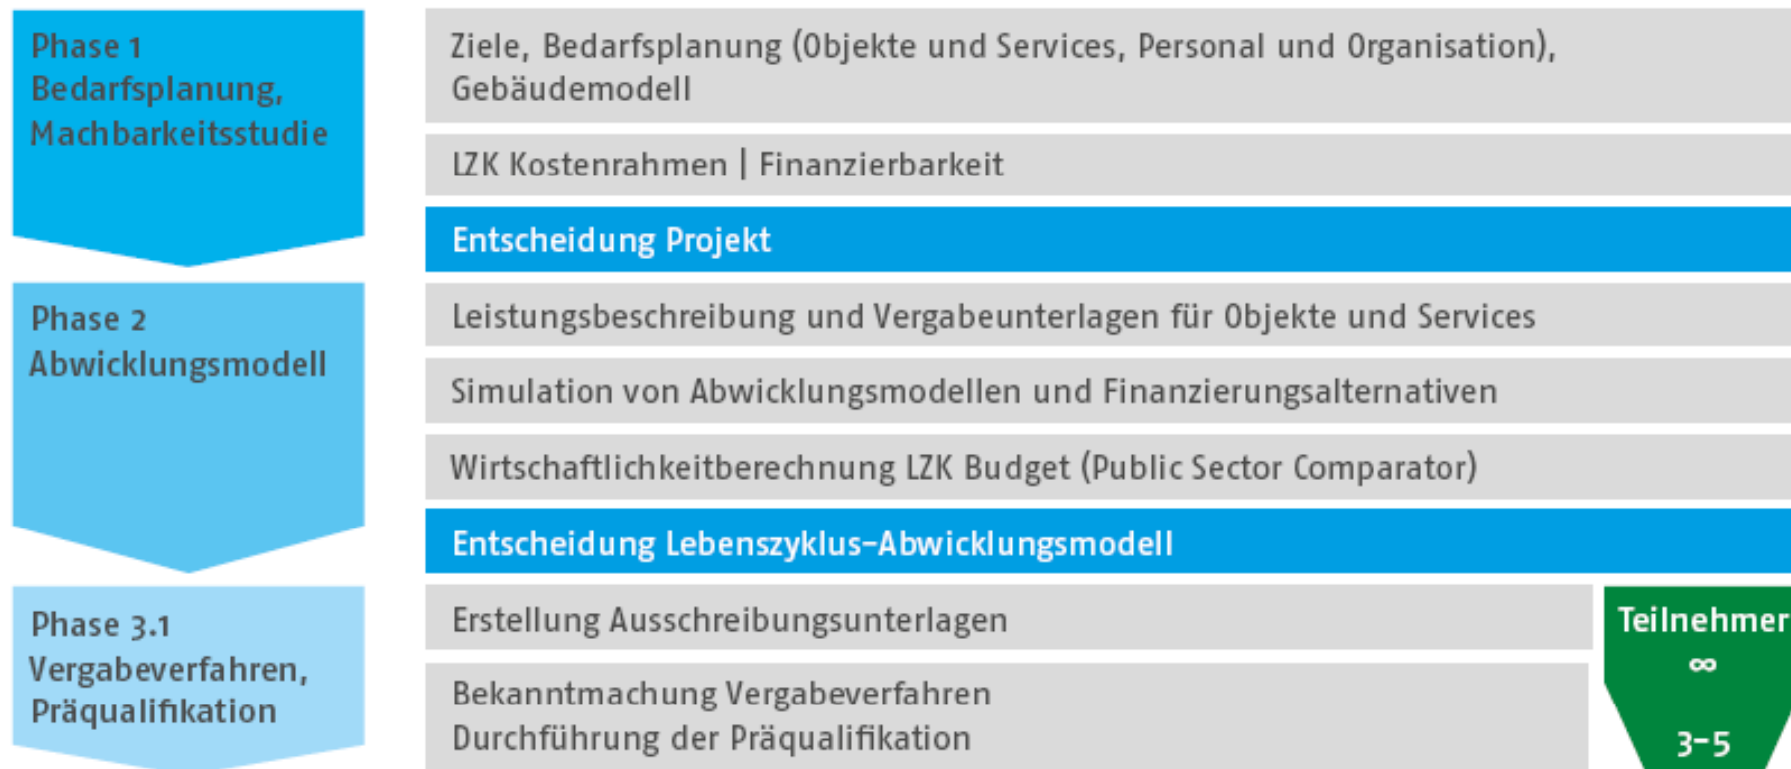 Phase 1
Bedarfsplanung,
Machbarkeitsstudie
Ziele, Bedarfsplanung (Objekte und Services, Personal und Organisation),
Gebäudemodell
LZK Kostenrahmen | Finanzierbarkeit
Entscheidung Projekt
Phase 2
Abwicklungsmodell
Leistungsbeschreibung und Vergabeunterlagen für Objekte und Services
Simulation von Abwicklungsmodellen und Finanzierungsalternativen
Wirtschaftlichkeitberechnung LZK Budget (Public Sector Comparator)
Entscheidung Lebenszyklus-Abwicklungsmodell
Phase 3.1
Vergabeverfahren,
Präqualifikation
Erstellung Ausschreibungsunterlagen
Bekanntmachung Vergabeverfahren
Durchführung der Präqualifikation
Teilnehmer
∞
3-5